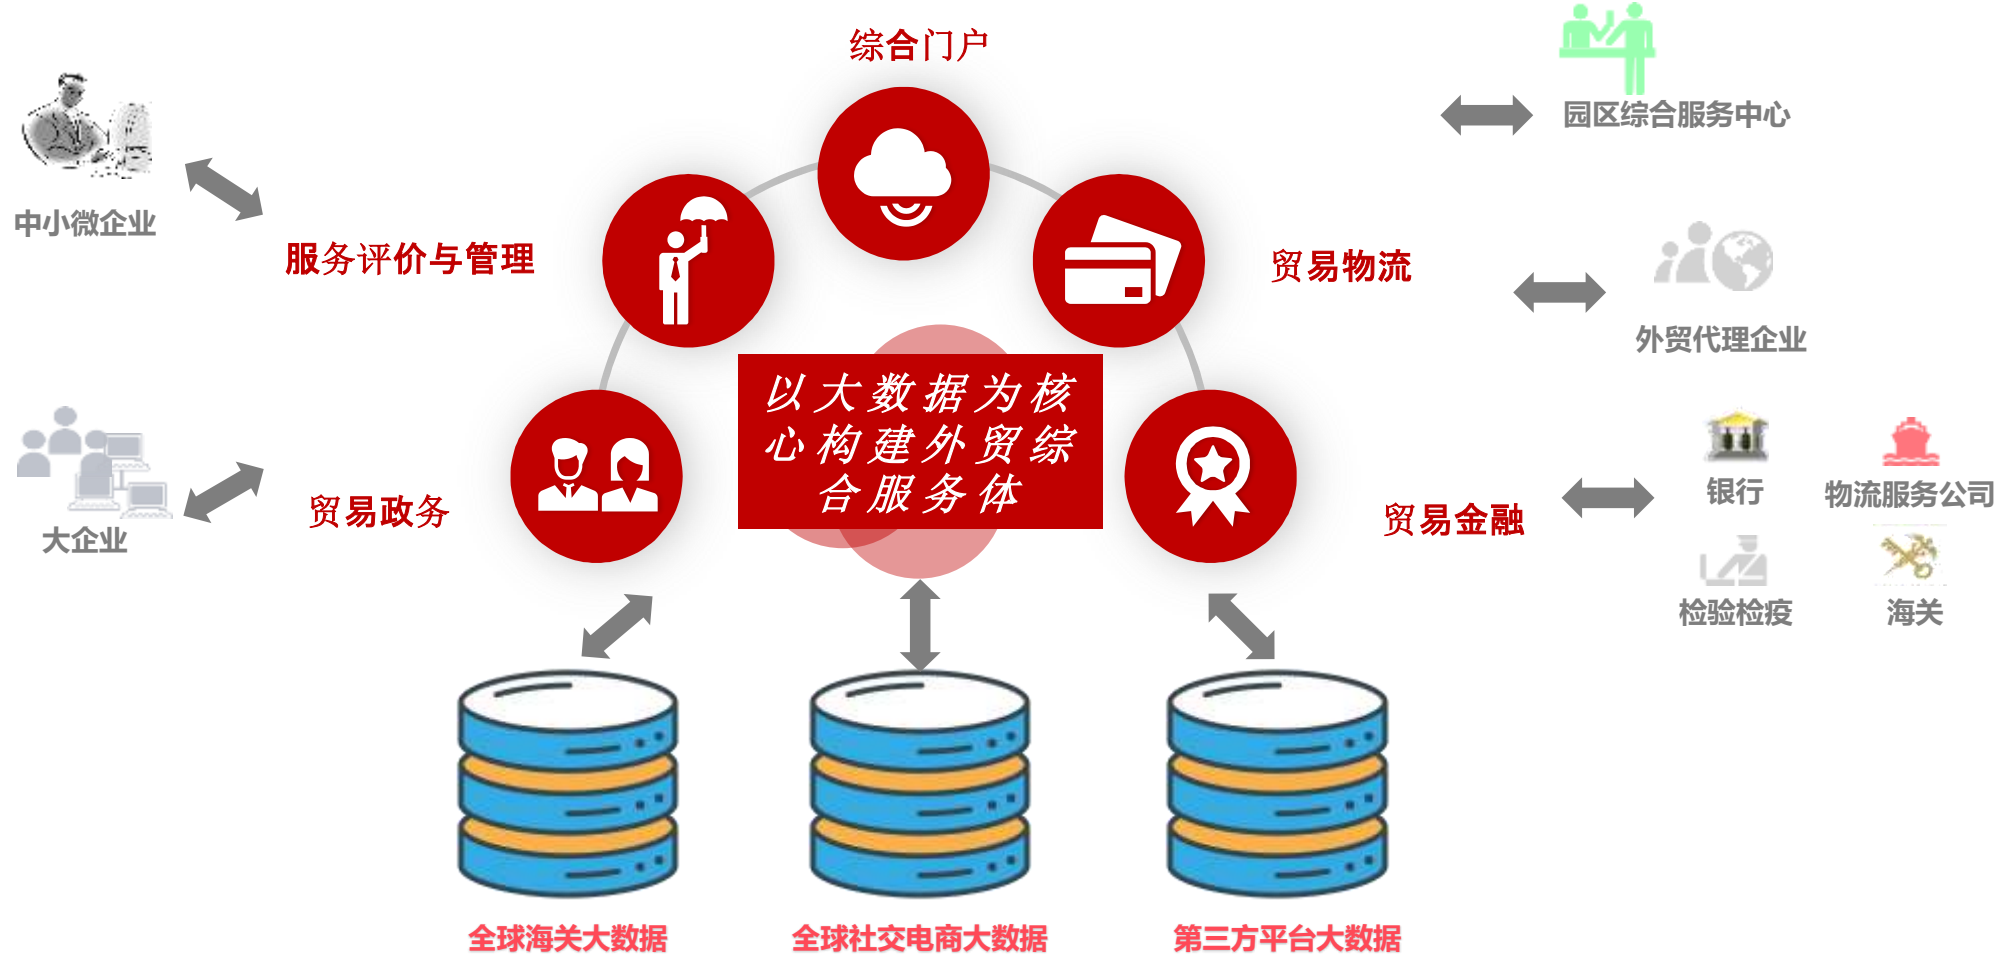 综合门户
园区综合服务中心
中小微企业
服务评价与管理
贸易物流
外贸代理企业
以大数据为核
心构建外贸综
合服务体
银行
物流服务公司
贸易政务
贸易金融
大企业
检验检疫
海关
全球海关大数据
全球社交电商大数据
第三方平台大数据